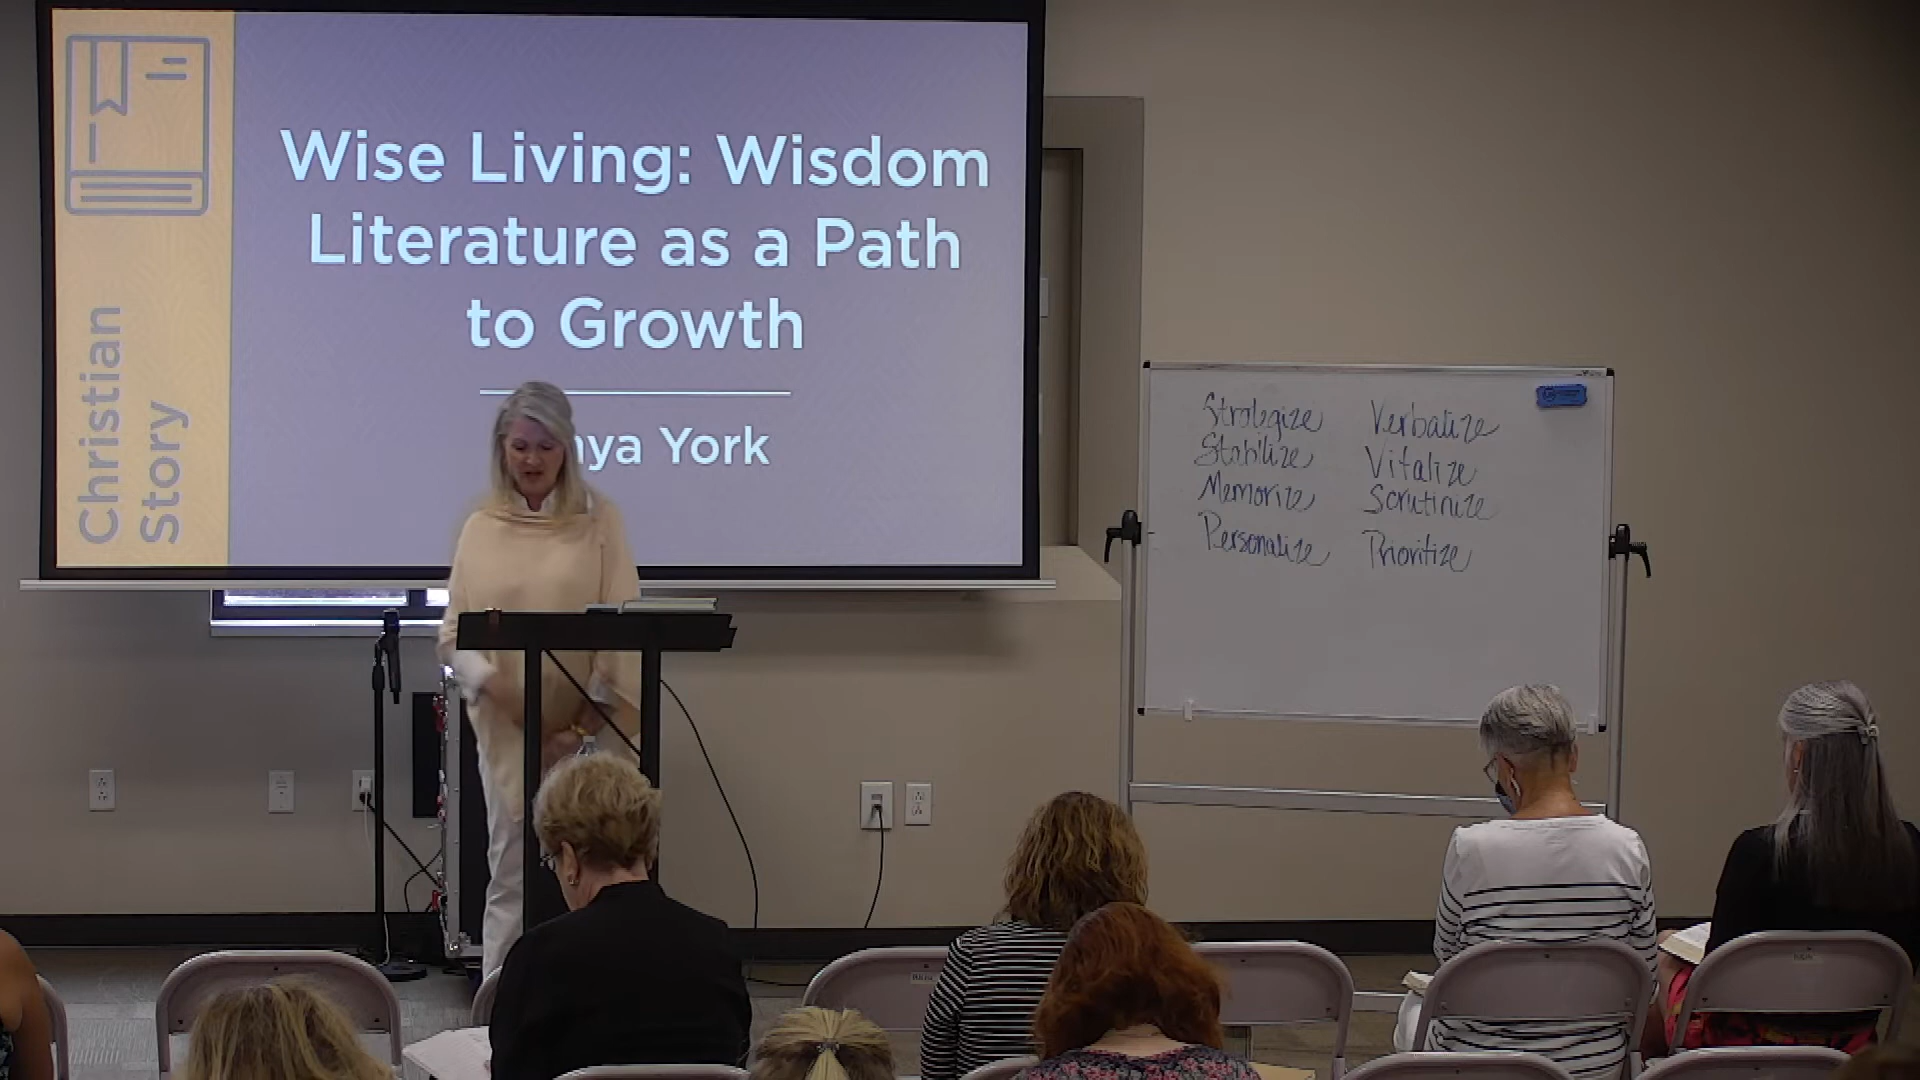 Christian
Story
Wise Living: Wisdom
Literature as a Path
to Growth
nya York
Strategize
Stabilize
Memorize
Personalize
Verbalize
Vitalize
Scrutinize
Prioritize